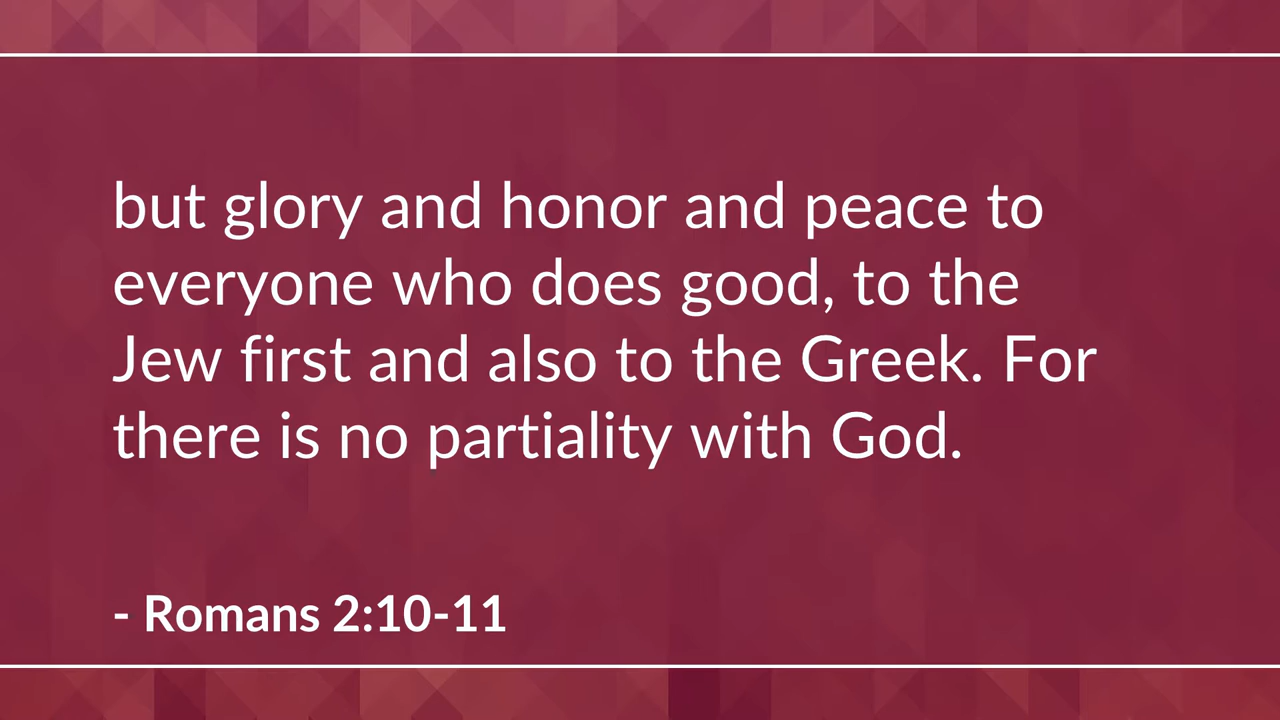 but glory and honor and peace to
everyone who does good, to the
Jew first and also to the Greek. For
there is no partiality with God.
- Romans 2:10-11